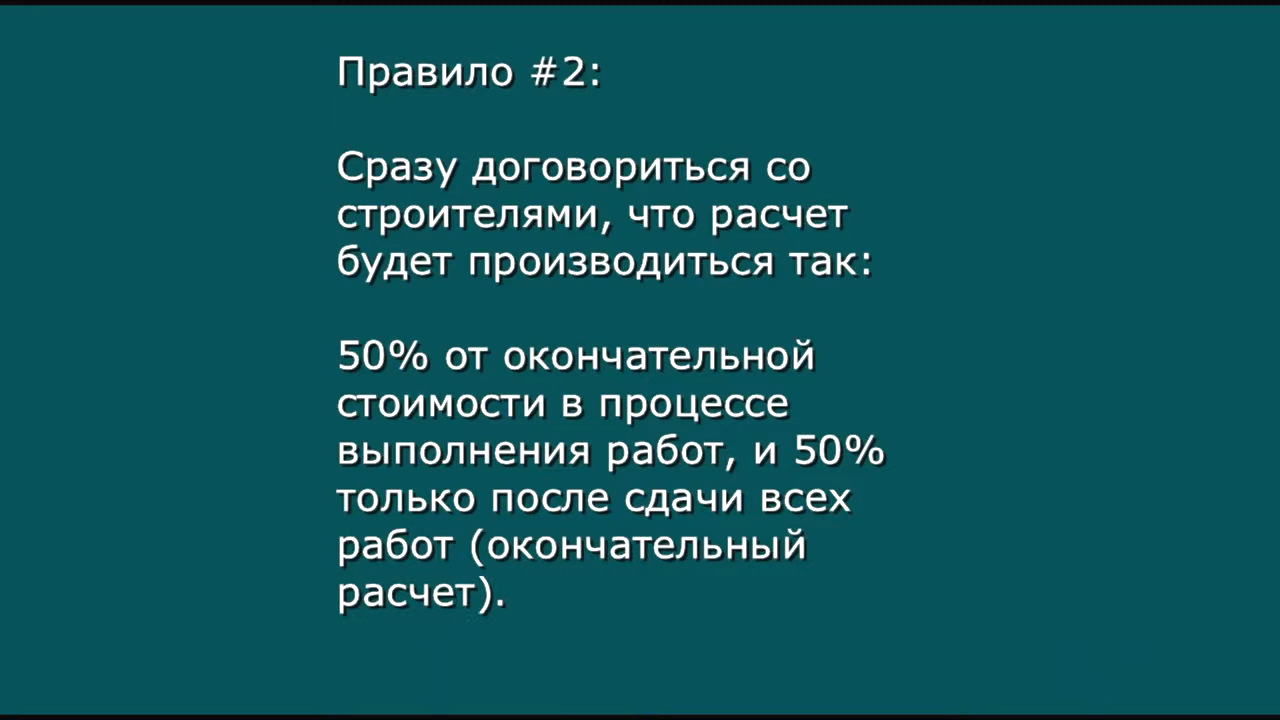 Правило #2:
Сразу договориться со
строителями, что расчет
будет производиться так:
50% от окончательной
стоимости в процессе
выполнения работ, и 50%
только после сдачи всех
работ (окончательный
расчет).